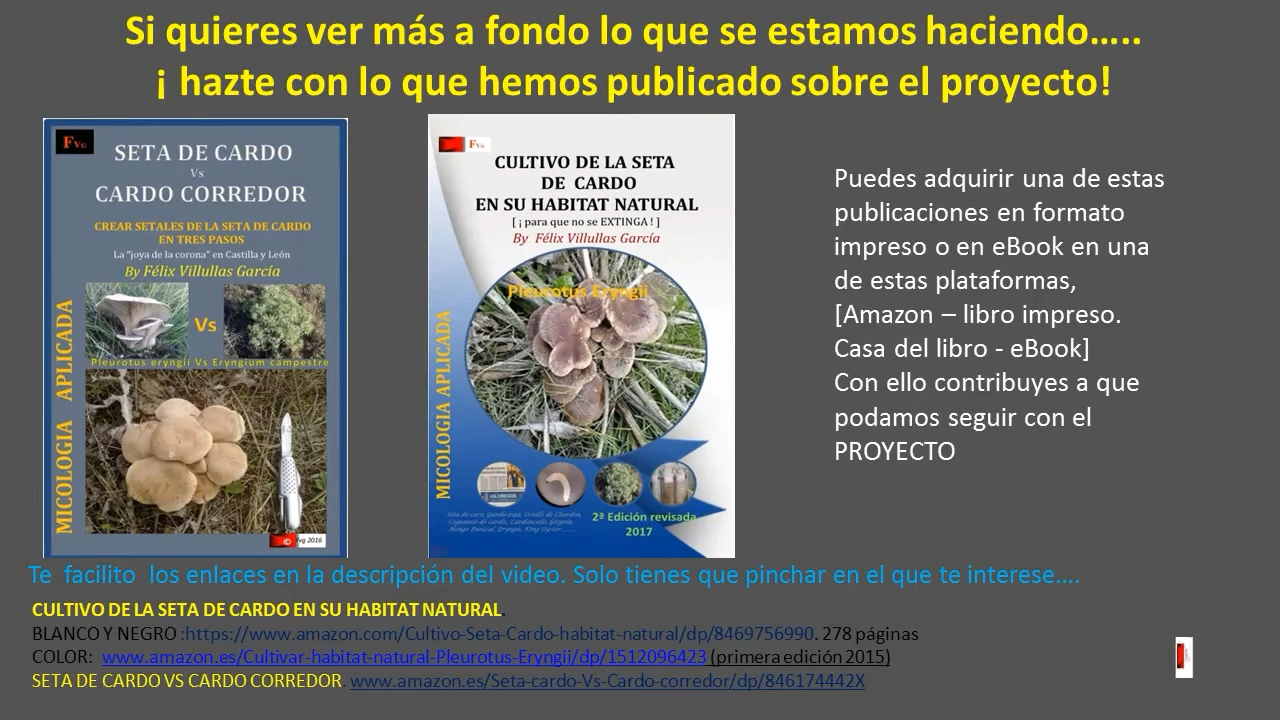 Si quieres ver más a fondo lo que se estamos haciendo.....
¡ hazte con lo que hemos publicado sobre el proyecto!
FVG
SETA DE CARDO
Vs
CARDO CORREDOR
CREAR SETALES DE LA SETA DE CARDO
EN TRES PASOS
La "joya de la corona" en Castilla y León
By Félix Villullas García
Vs
Pleurotus eryngii Vs Eryngium campestre
MICOLOGIA APLICADA
© Fvg 2016
FVG
CULTIVO DE LA SETA
DE CARDO
EN SU HABITAT NATURAL
[ ¡ para que no se EXTINGA ! ]
By Félix Villullas García
Pleurotus Eryngii
MICOLOGIA APLICADA
2ª Edición revisada
2017
Puedes adquirir una de estas
publicaciones en formato
impreso o en eBook en una
de estas plataformas,
[Amazon – libro impreso.
Casa del libro - eBook]
Con ello contribuyes a que
podamos seguir con el
PROYECTO
Te facilito los enlaces en la descripción del video. Solo tienes que pinchar en el que te interese....
CULTIVO DE LA SETA DE CARDO EN SU HABITAT NATURAL.
BLANCO Y NEGRO :https://www.amazon.com/Cultivo-Seta-Cardo-habitat-natural/dp/8469756990. 278 páginas
COLOR: www.amazon.es/Cultivar-habitat-natural-Pleurotus-Eryngii/dp/1512096423 (primera edición 2015)
SETA DE CARDO VS CARDO CORREDOR. www.amazon.es/Seta-cardo-Vs-Cardo-corredor/dp/846174442X